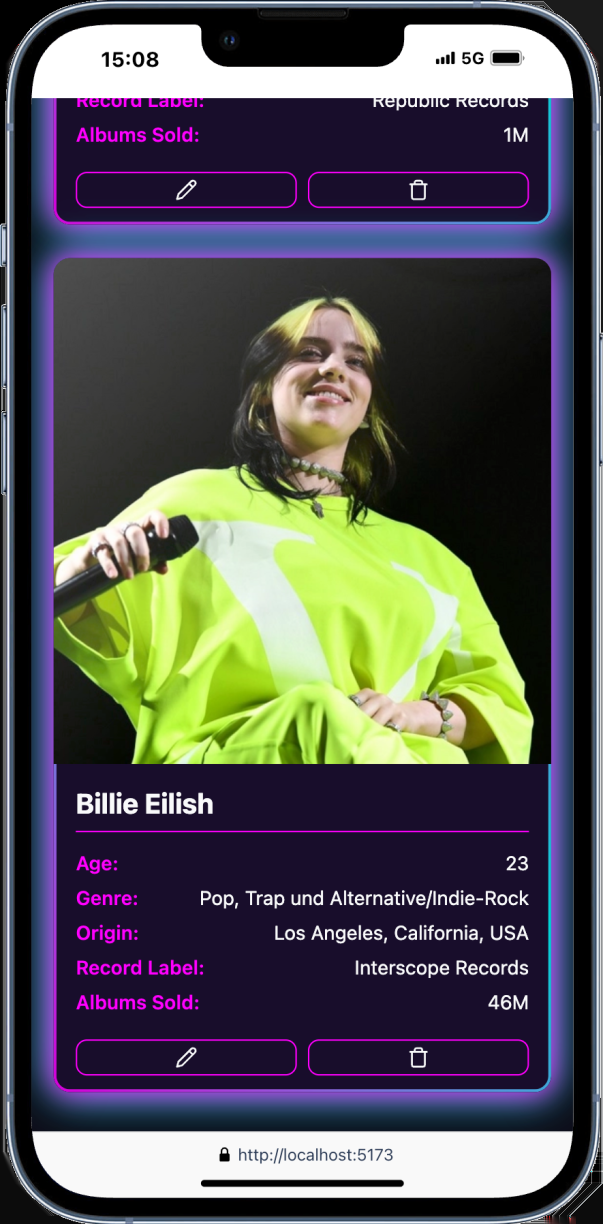 15:08 5G
Record Label: Republic Records
Albums Sold: 1M
Billie Eilish
Age: 23
Genre: Pop, Trap und Alternative/Indie-Rock
Origin: Los Angeles, California, USA
Record Label: Interscope Records
Albums Sold: 46M
http://localhost:5173